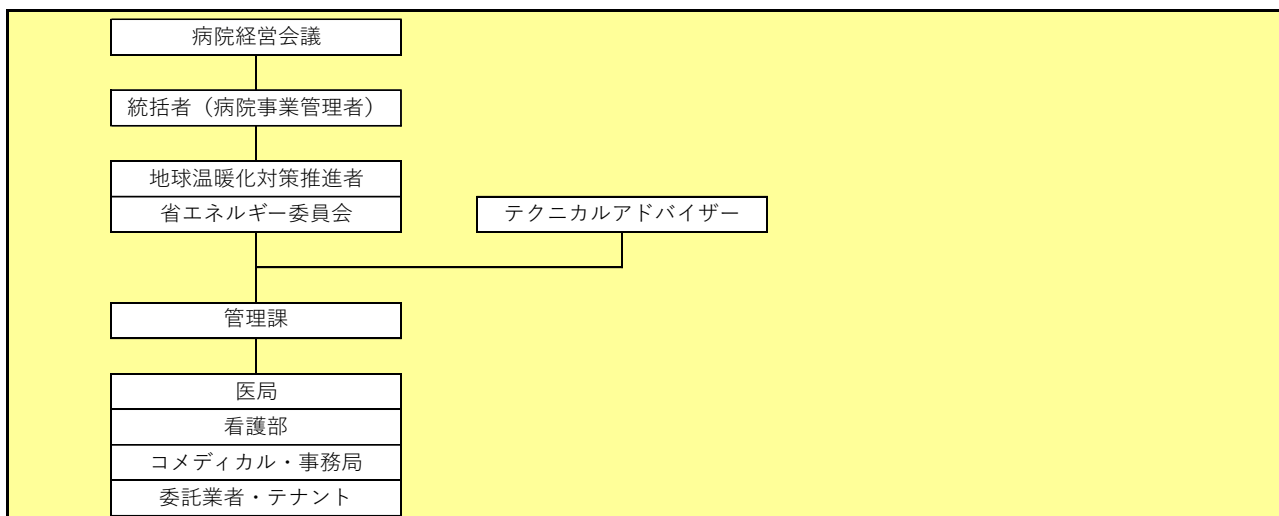 病院経営会議
統括者（病院事業管理者）
地球温暖化対策推進者
省エネルギー委員会
テクニカルアドバイザー
管理課
医局
看護部
コメディカル・事務局
委託業者・テナント